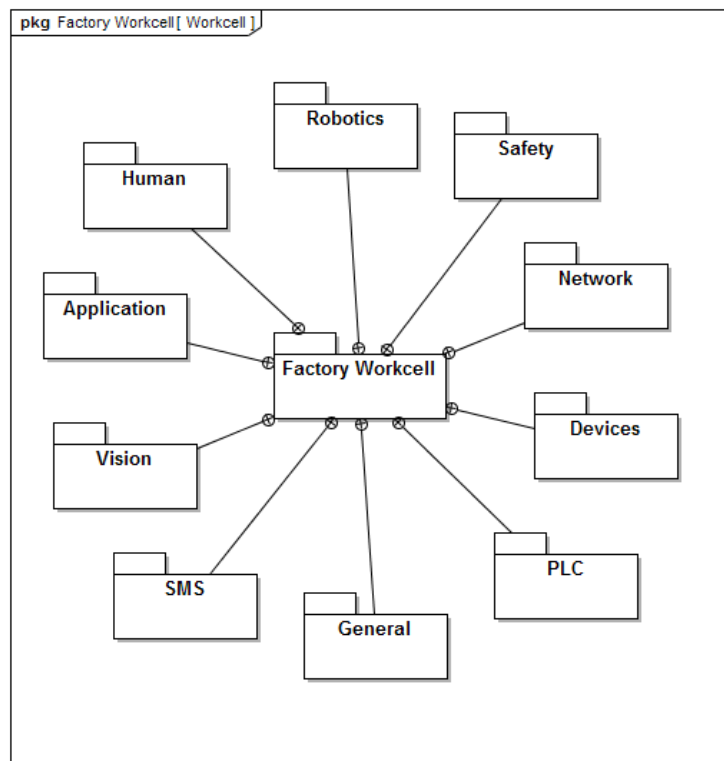 pkg Factory Workcell[ Workcell ]
Robotics
Safety
Human
Network
Application
Factory Workcell
Devices
Vision
PLC
SMS
General